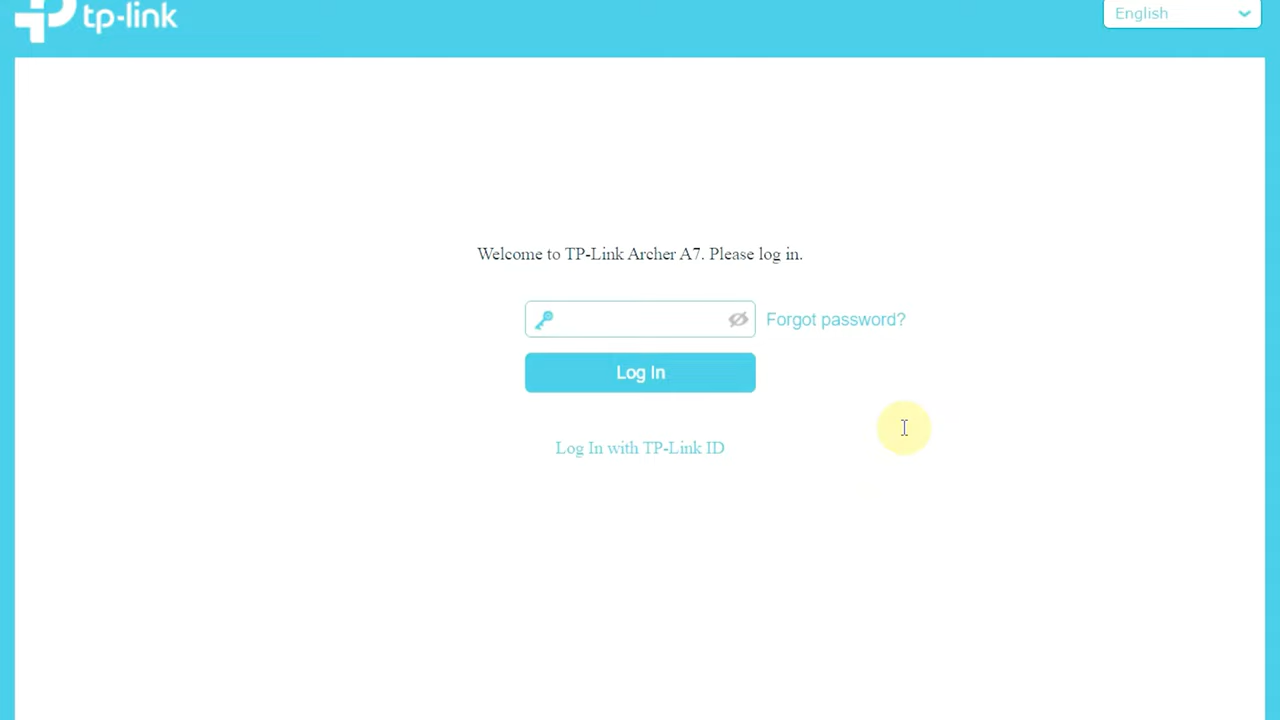 tp-link
English
Welcome to TP-Link Archer A7. Please log in.
Forgot password?
Log In
Log In with TP-Link ID